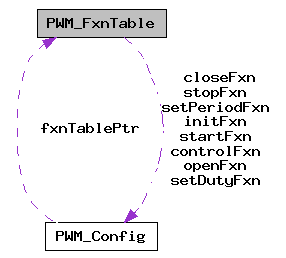 PWM_FxnTable
closeFxn
stopFxn
setPeriodFxn
initFxn
startFxn
controlFxn
openFxn
setDutyFxn
fxnTablePtr
PWM_Config